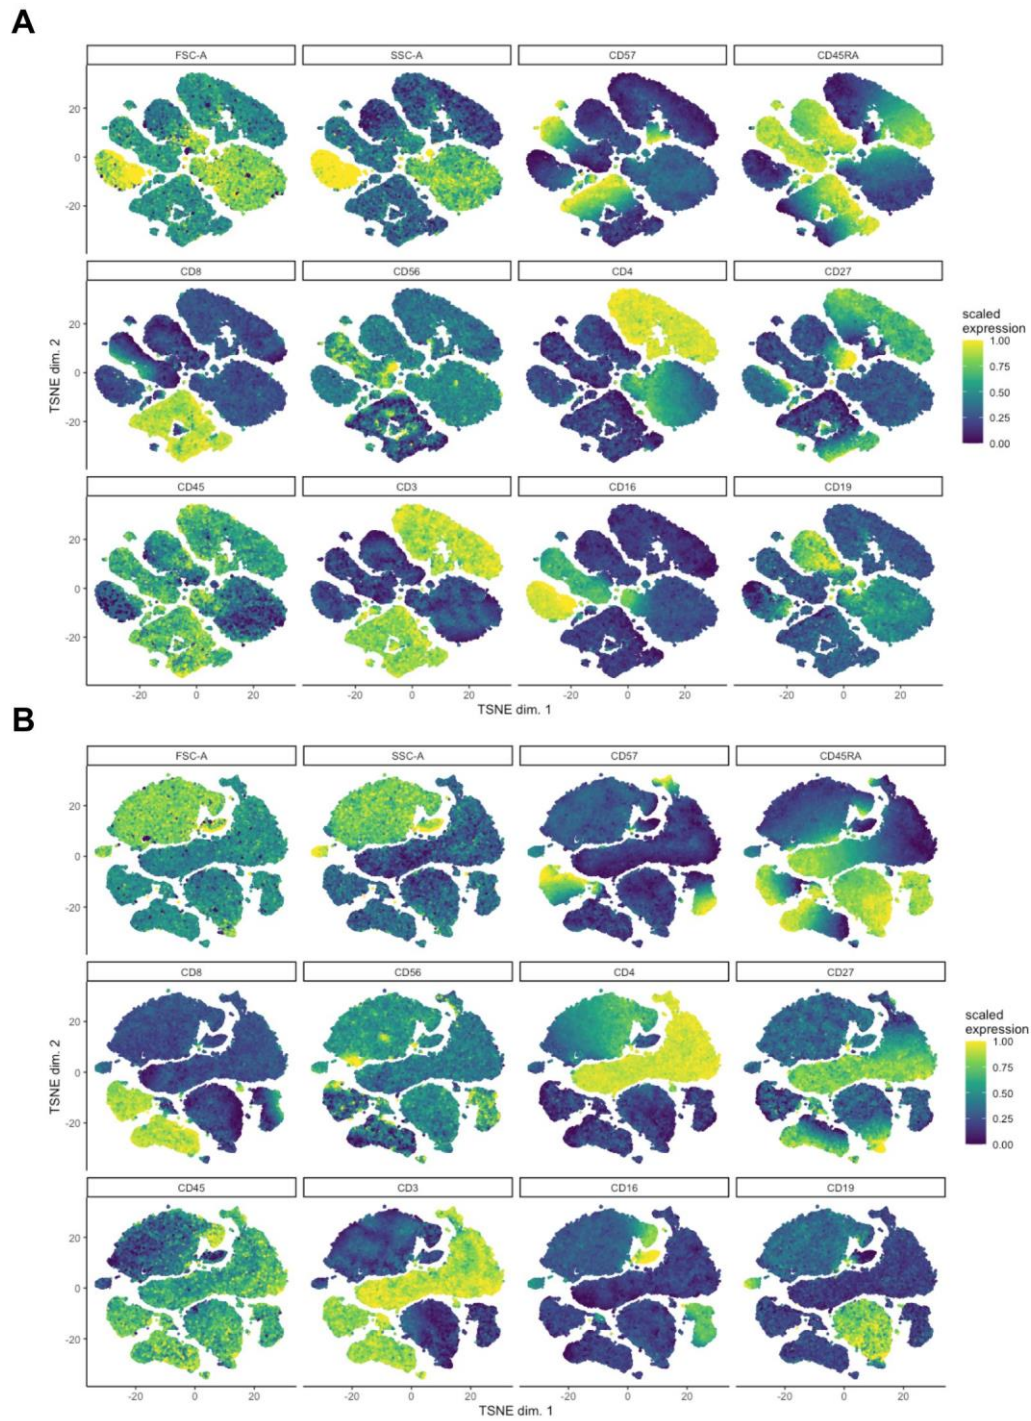 A
FSC-A SSC-A CD57 CD45RA
20
0
-20
CD8 CD56 CD4 CD27
20
0
-20
TSNE dim. 2
scaled
expression
1.00
0.75
0.50
0.25
0.00
CD45 CD3 CD16 CD19
20
0
-20
-20 0 20 -20 0 20 -20 0 20 -20 0 20
TSNE dim. 1
B
FSC-A SSC-A CD57 CD45RA
20
0
-20
CD8 CD56 CD4 CD27
20
0
-20
TSNE dim. 2
scaled
expression
1.00
0.75
0.50
0.25
0.00
CD45 CD3 CD16 CD19
20
0
-20
-20 0 20 -20 0 20 -20 0 20 -20 0 20
TSNE dim. 1